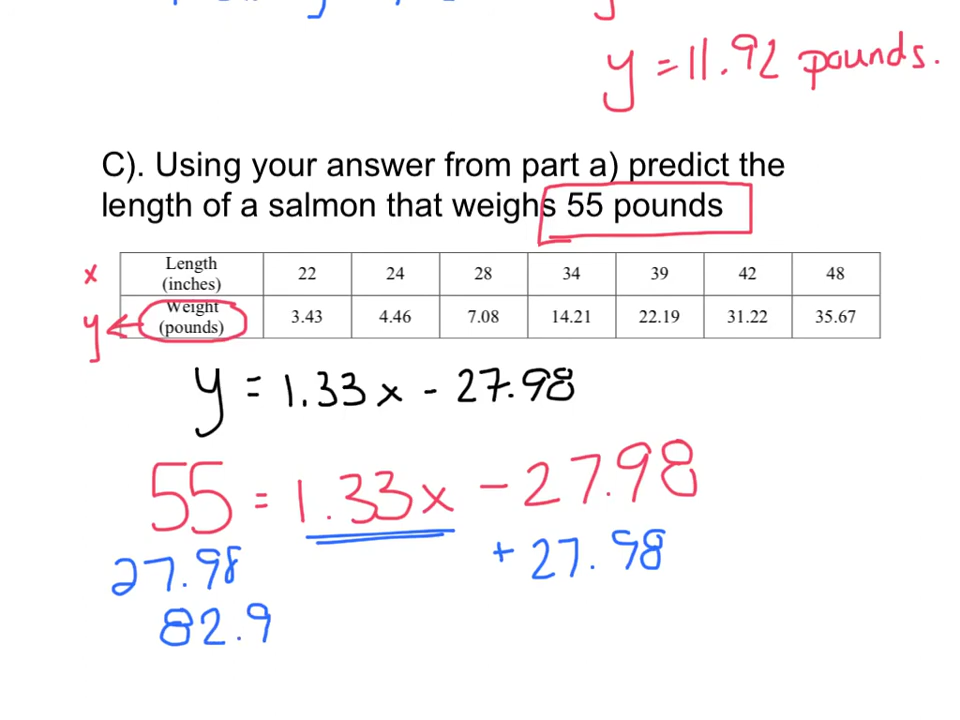 y = 11.92 pounds.
C). Using your answer from part a) predict the
length of a salmon that weighs 55 pounds
x Length (inches) 22 24 28 34 39 42 48
y Weight (pounds) 3.43 4.46 7.08 14.21 22.19 31.22 35.67
y = 1.33x - 27.98
55 = 1.33x - 27.98
27.98 + 27.98
82.9